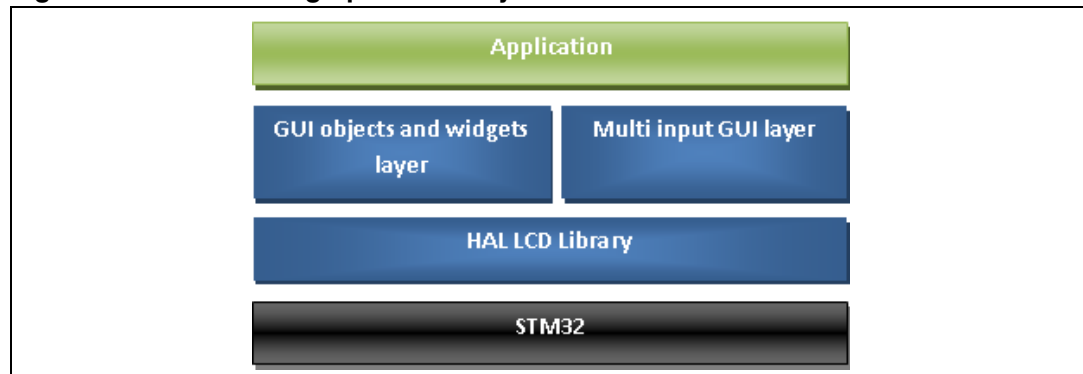 Application
GUI objects and widgets
layer
Multi input GUI layer
HAL LCD Library
STM32